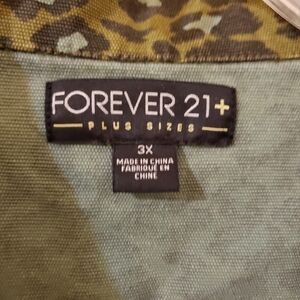 FOREVER 21+
PLUS SIZES
3X
MADE IN CHINA
FABRIQUÉ EN
CHINE